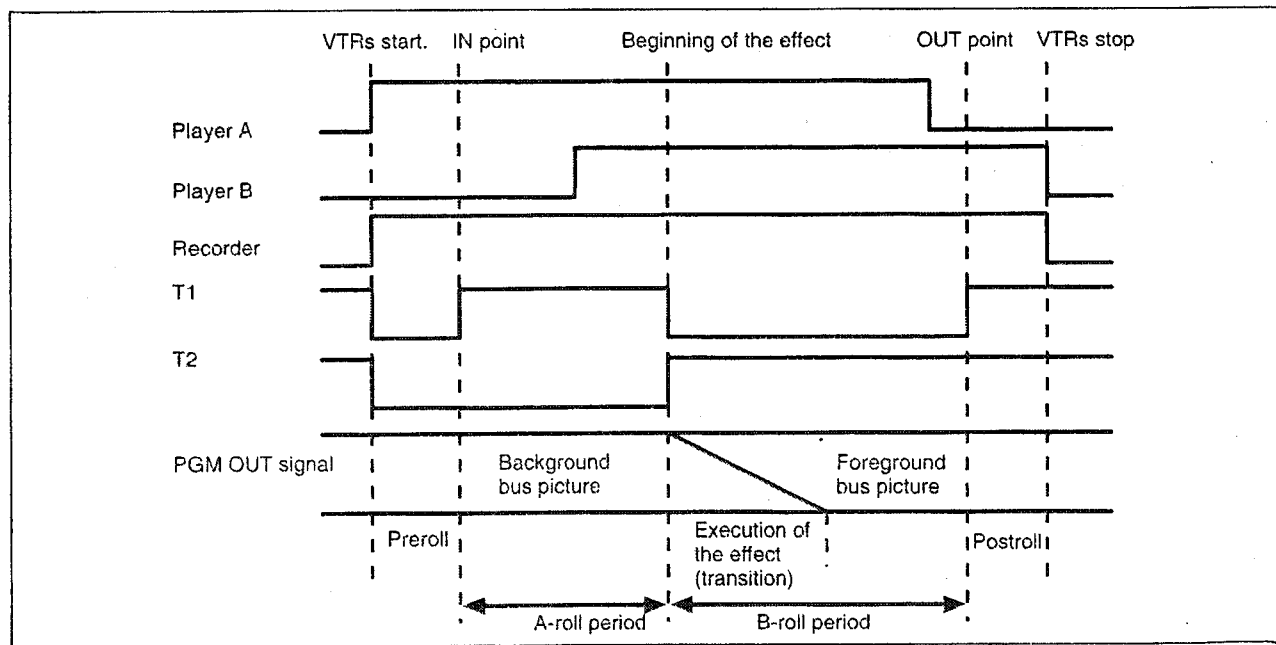 VTRs start. IN point Beginning of the effect OUT point VTRs stop
Player A
Player B
Recorder
T1
T2
PGM OUT signal
Background
bus picture
Foreground
bus picture
Preroll
Execution of
the effect
(transition)
Postroll
A-roll period
B-roll period